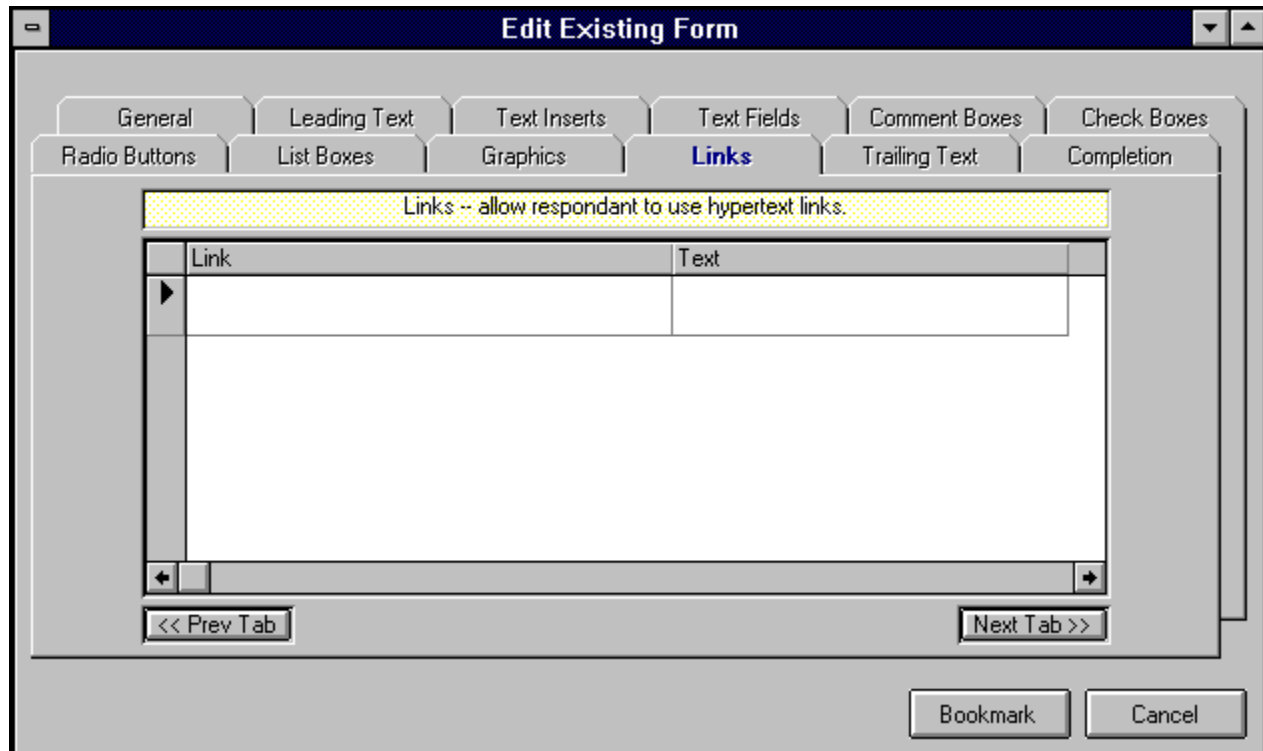 Edit Existing Form
General Leading Text Text Inserts Text Fields Comment Boxes Check Boxes
Radio Buttons List Boxes Graphics Links Trailing Text Completion
Links -- allow respondant to use hypertext links.
Link Text
<< Prev Tab Next Tab >>
Bookmark Cancel